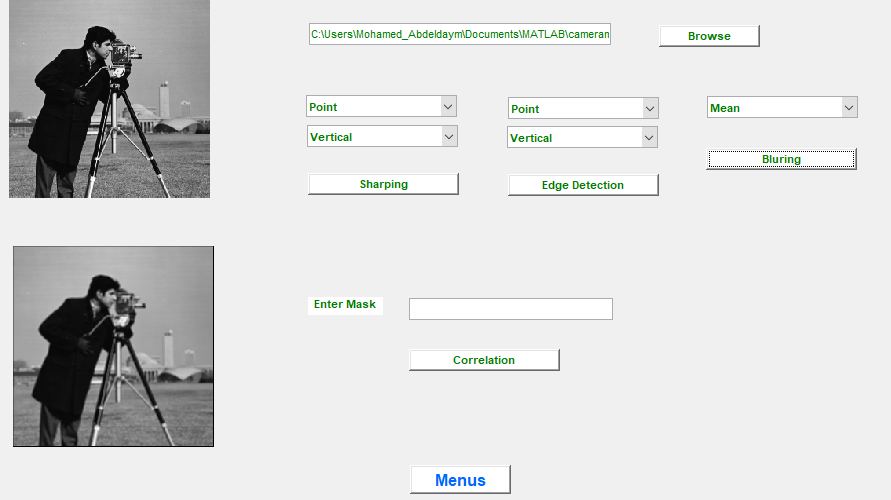 C:\Users\Mohamed_Abdeldaym\Documents\MATLAB\cameran
Browse
Point
Point
Mean
Vertical
Vertical
Bluring
Sharping
Edge Detection
Enter Mask
Correlation
Menus